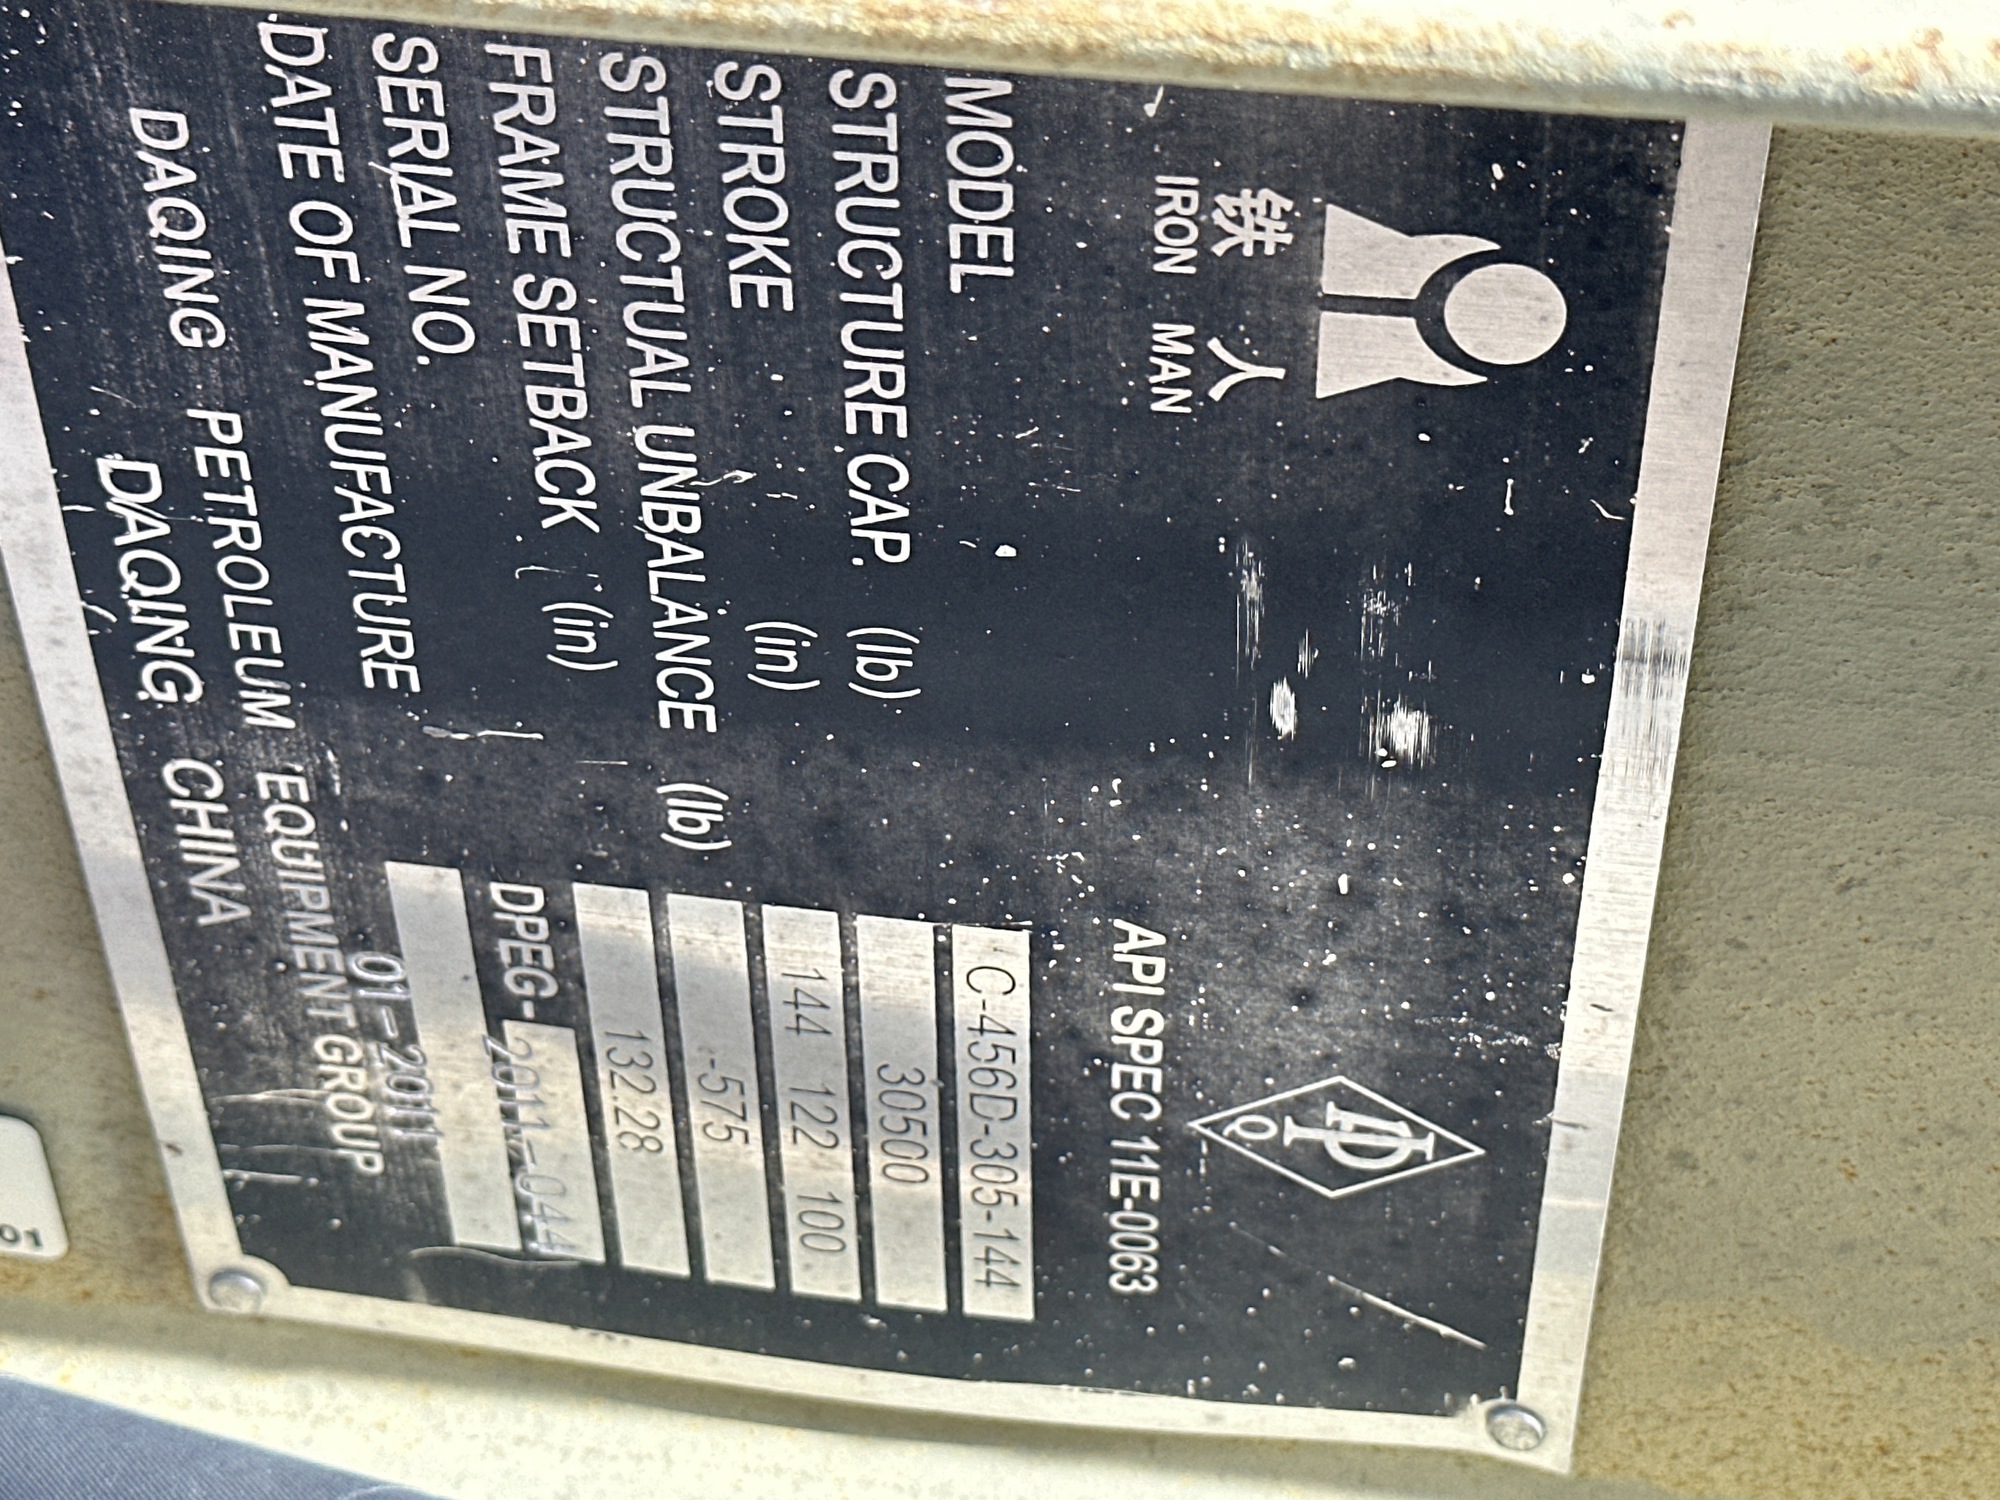 铁 人
IRON MAN
API SPEC 11E-0063
MODEL C-456D-305-144
STRUCTURE CAP. (lb) 30500
STROKE (in) 144 122 100
STRUCTURAL UNBALANCE (lb) -575
FRAME SETBACK (in) 132.28
SERIAL NO. DPEG- 2011-044
DATE OF MANUFACTURE 01-2011
DAQING PETROLEUM EQUIPMENT GROUP
DAQING CHINA
01